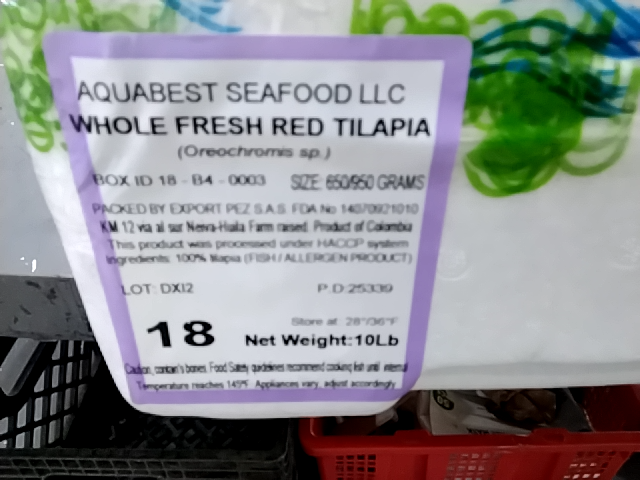 AQUABEST SEAFOOD LLC
WHOLE FRESH RED TILAPIA
(Oreochromis sp.)
BOX ID 18 - B4 - 0003 SIZE: 650/950 GRAMS
PACKED BY EXPORT PEZ S.A.S. FDA No 14070921010
KM 12 via al sur Neiva-Huila Farm raised. Product of Colombia
This product was processed under HACCP system
Ingredients: 100% tilapia (FISH / ALLERGEN PRODUCT)
LOT: DXI2 P.D:25339
Store at: 28°/36°F
18 Net Weight:10Lb
Caution, contain's bones. Food Safety guidelines recommend cooking fish until internal
Temperature reaches 145°F. Appliances vary, adjust accordingly